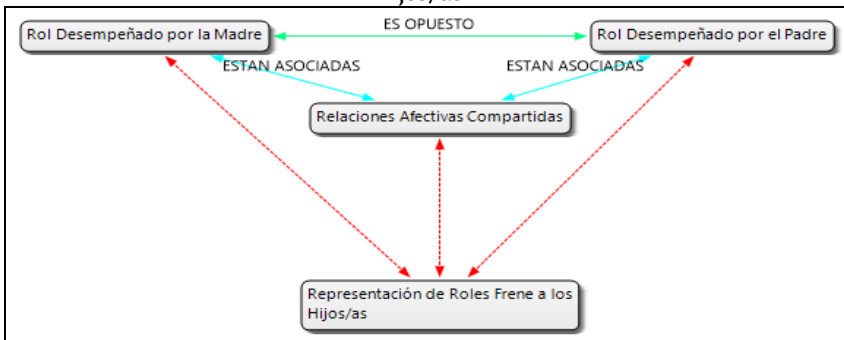 ES OPUESTO
Rol Desempeñado por la Madre
Rol Desempeñado por el Padre
ESTAN ASOCIADAS
ESTAN ASOCIADAS
Relaciones Afectivas Compartidas
Representación de Roles Frene a los
Hijos/as